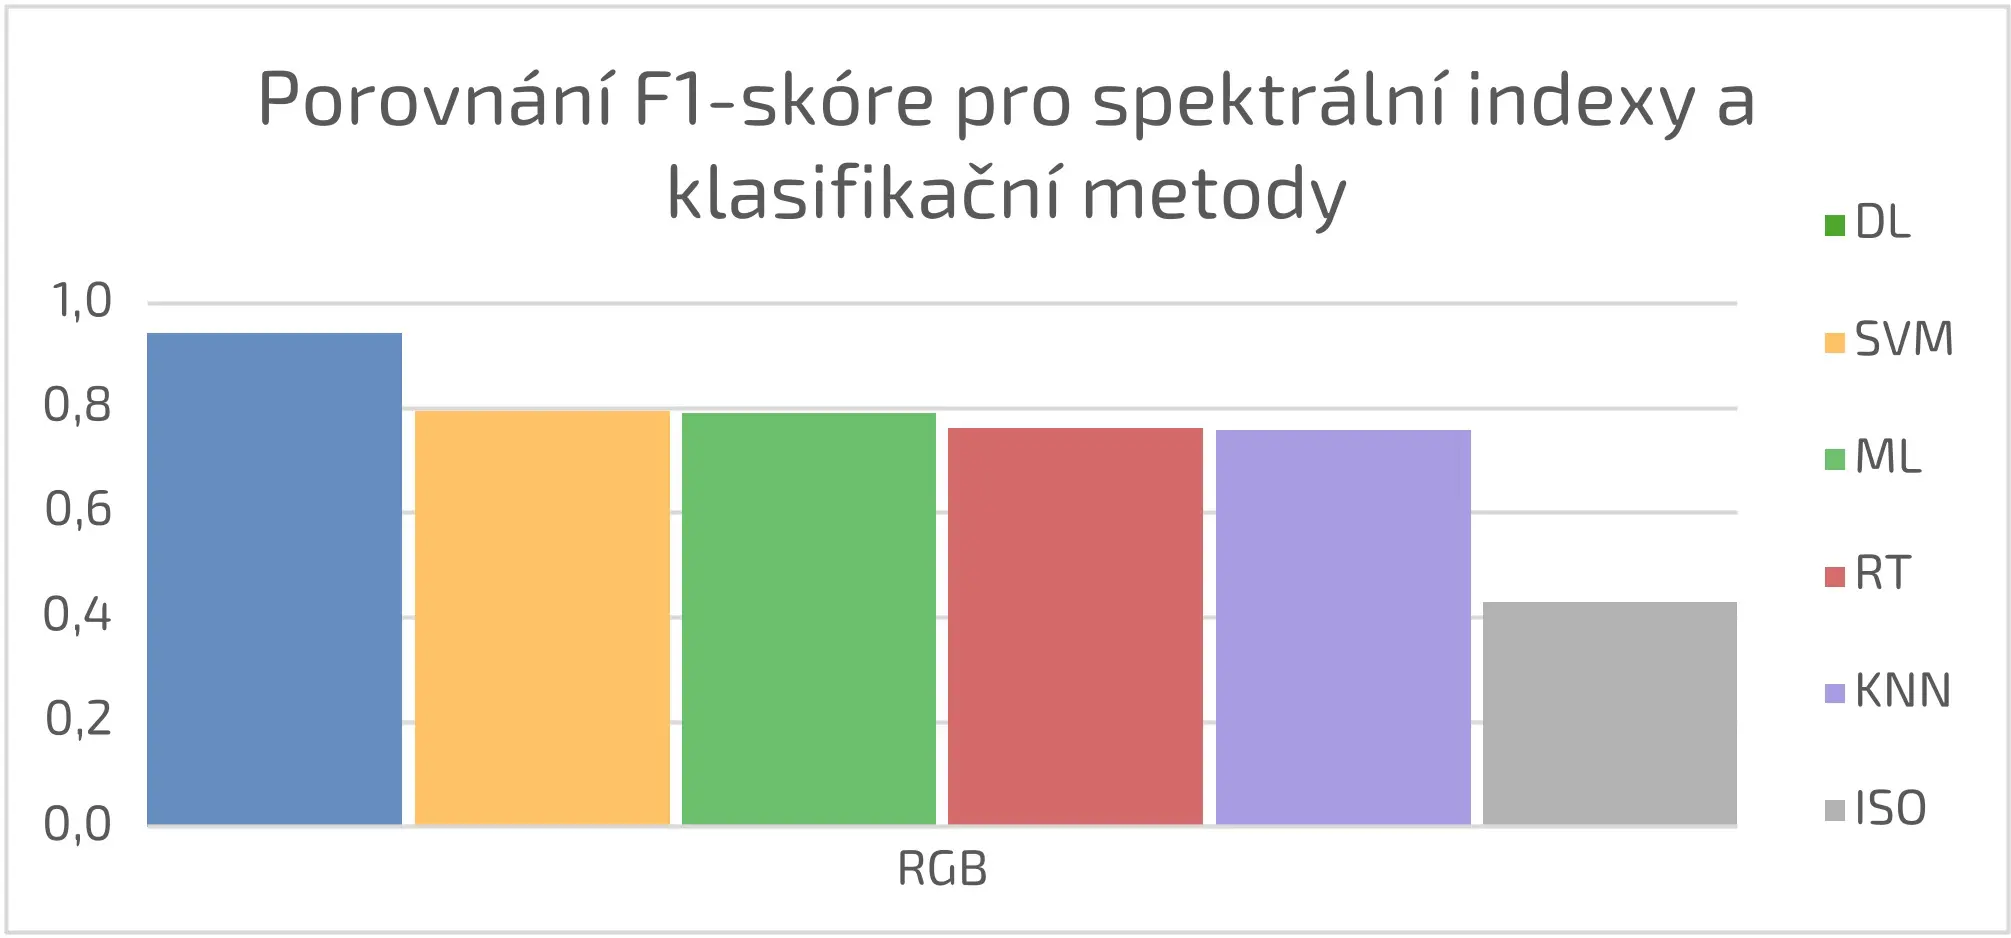 Porovnání F1-skóre pro spektrální indexy a
klasifikační metody
1,0
0,8
0,6
0,4
0,2
0,0
RGB
DL
SVM
ML
RT
KNN
ISO